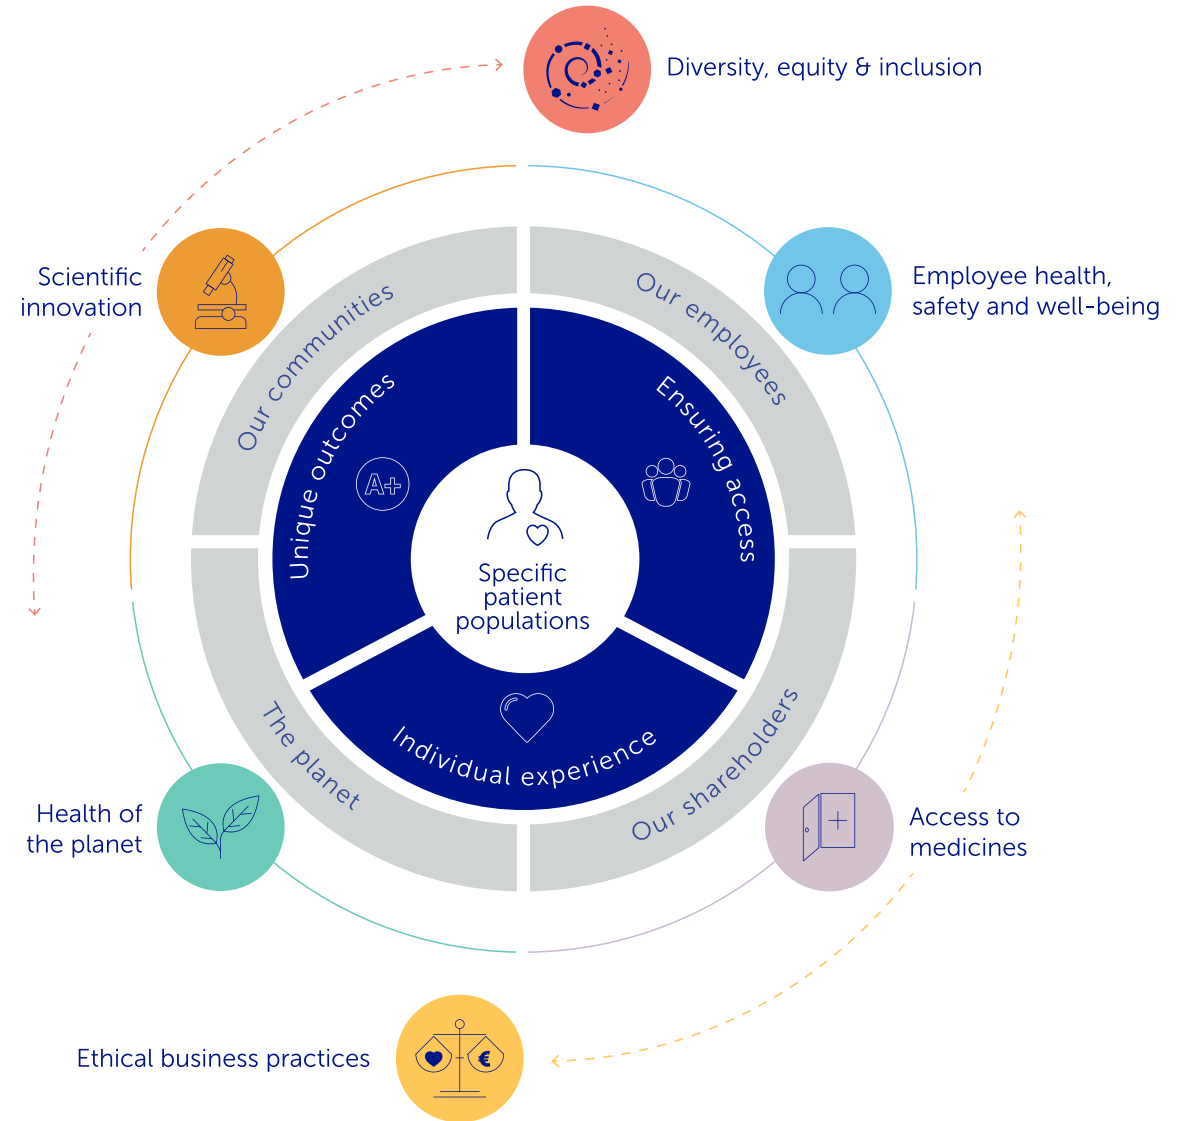 Diversity, equity & inclusion
Scientific
innovation
Employee health,
safety and well-being
Our communities
Our employees
Unique outcomes
Ensuring access
A+
Specific
patient
populations
Individual experience
The planet
Our shareholders
Health of
the planet
Access to
medicines
Ethical business practices
€